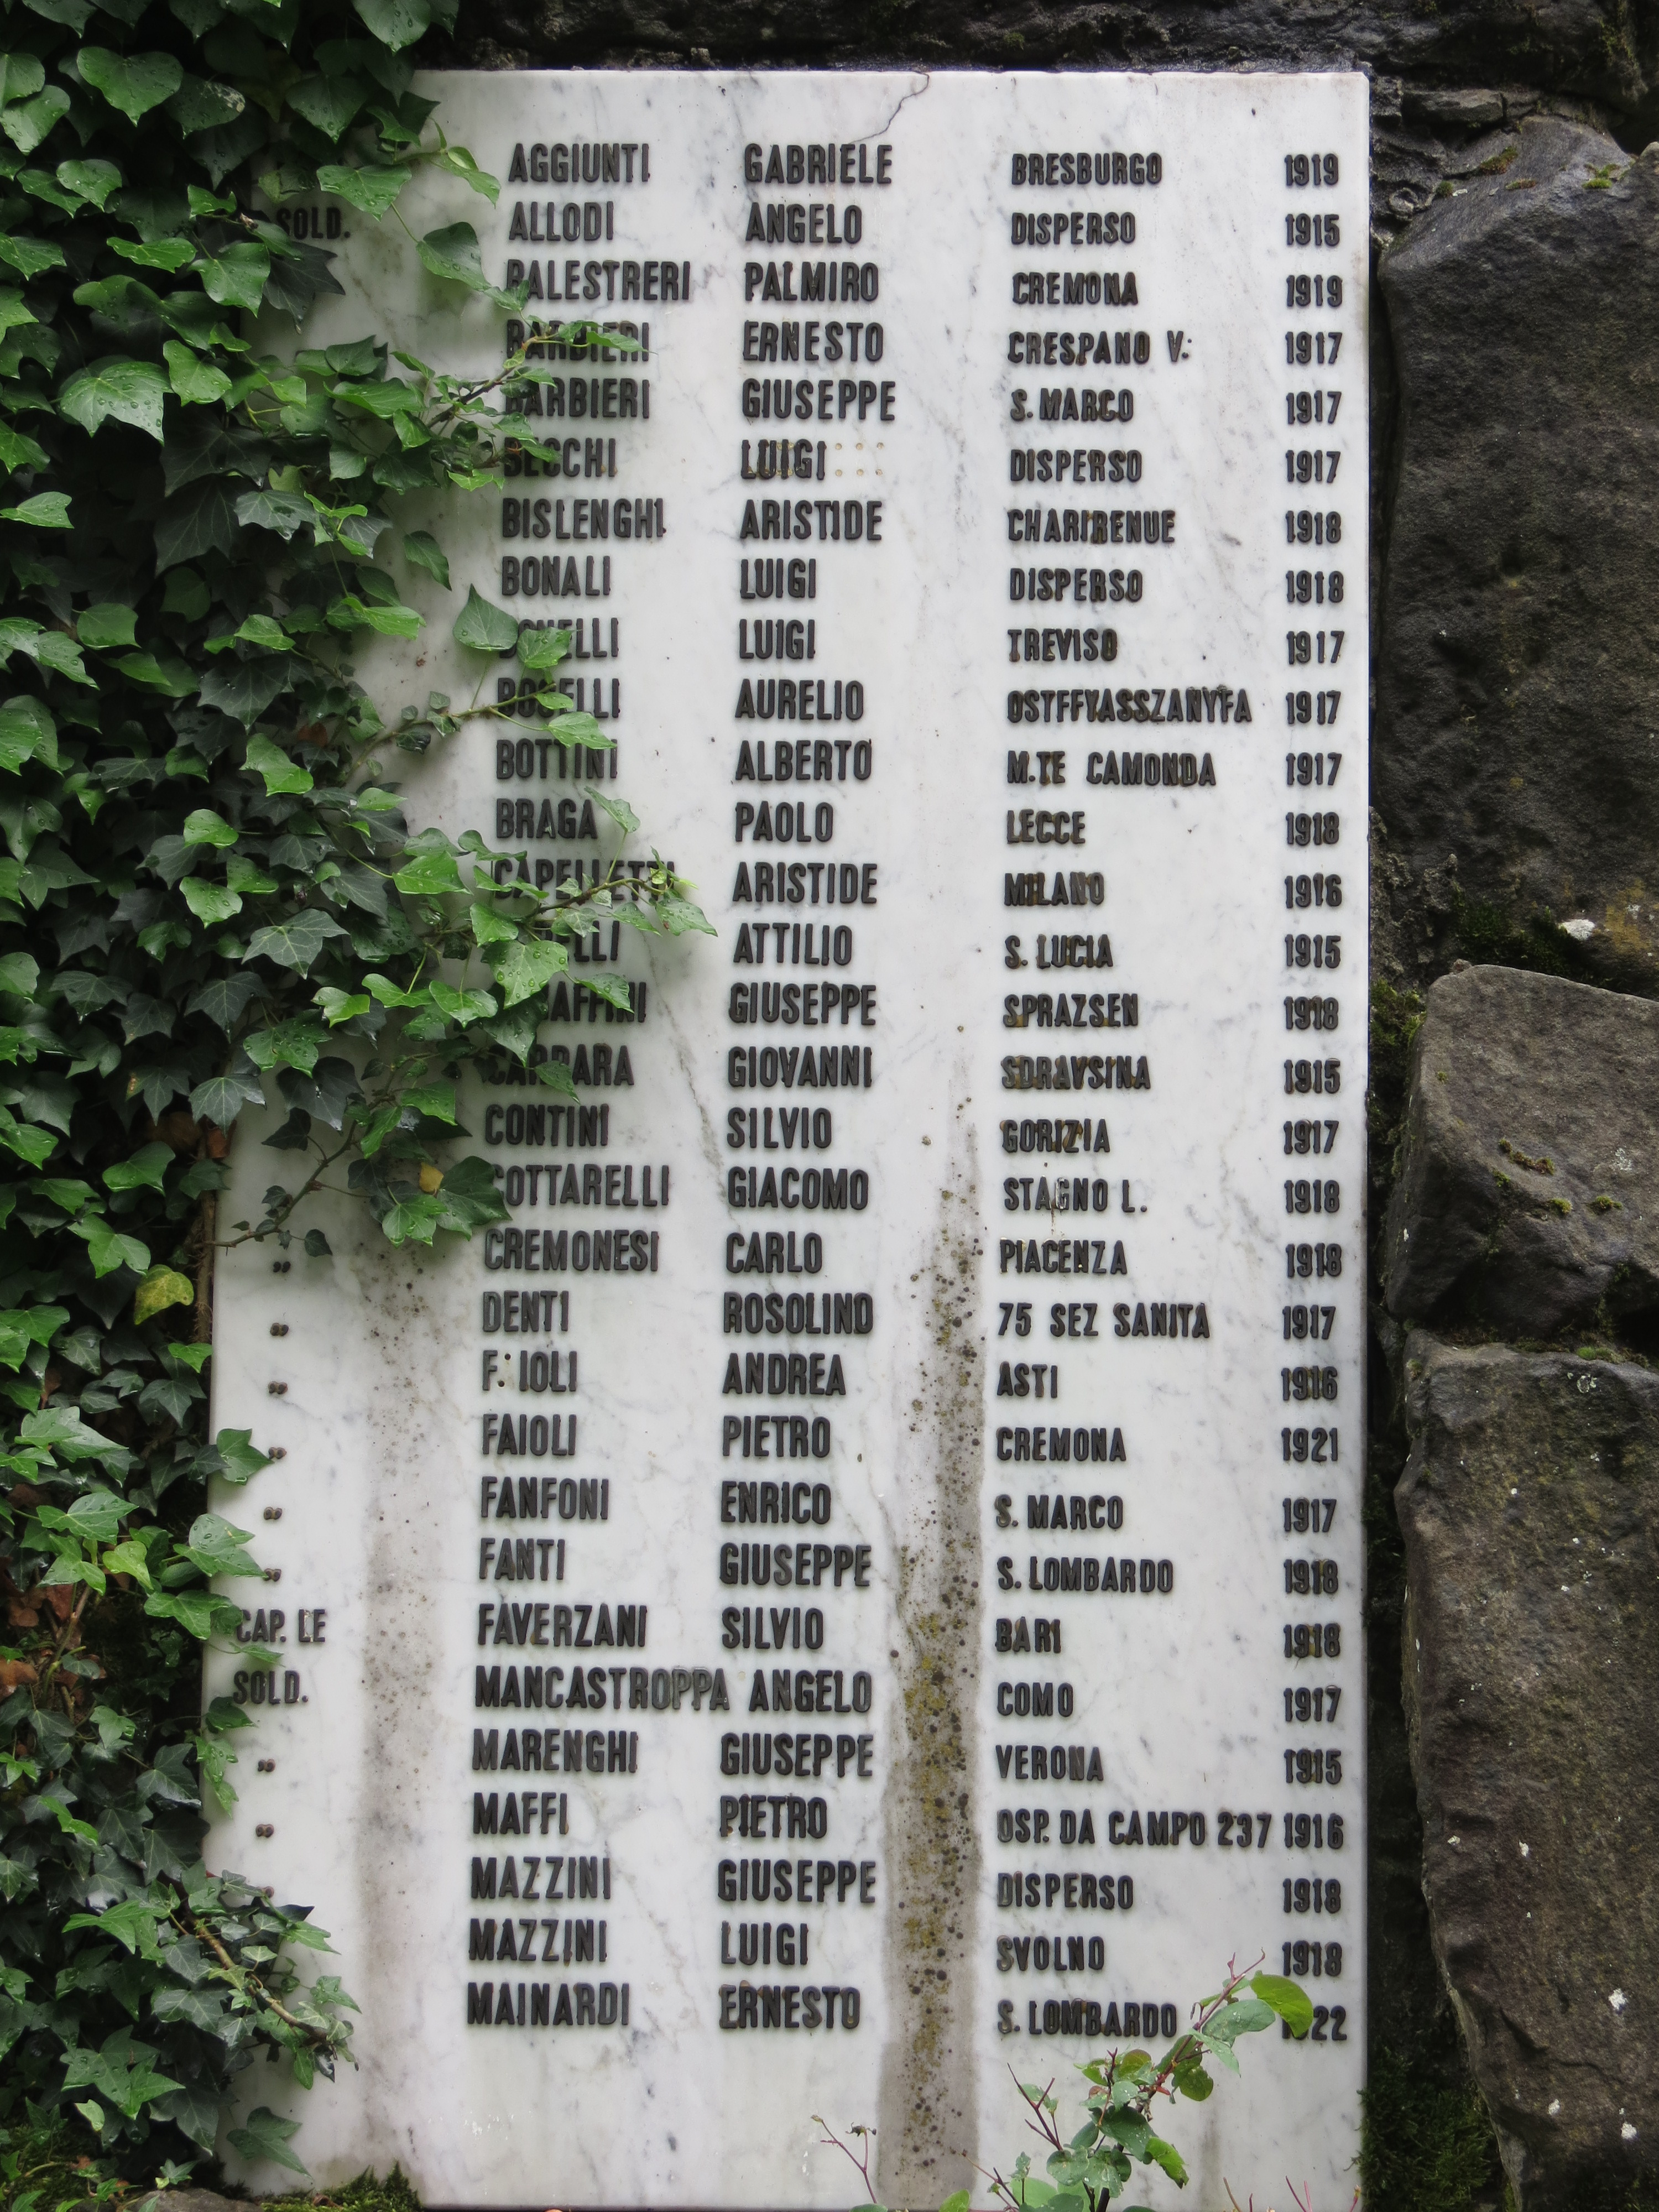 AGGIUNTI GABRIELE BRESBURGO 1919
SOLD. ALLODI ANGELO DISPERSO 1915
BALESTRERI PALMIRO CREMONA 1919
BARBIERI ERNESTO CRESPANO V. 1917
BARBIERI GIUSEPPE S. MARCO 1917
LUIGI DISPERSO 1917
BISLENGHI ARISTIDE CHARIRENUE 1918
BONALI LUIGI DISPERSO 1918
LUIGI TREVISO 1917
AURELIO OSTFFYASSZANYFA 1917
BOTTINI ALBERTO M.TE CAMONDA 1917
BRAGA PAOLO LECCE 1918
CAPELLETTI ARISTIDE MILANO 1916
ATTILIO S. LUCIA 1915
GIUSEPPE SPRAZSEN 1918
GIOVANNI SDRAVSINA 1915
CONTINI SILVIO GORIZIA 1917
COTTARELLI GIACOMO STAGNO L. 1918
„ CREMONESI CARLO PIACENZA 1918
„ DENTI ROSOLINO 75 SEZ SANITA 1917
„ F IOLI ANDREA ASTI 1916
„ FAIOLI PIETRO CREMONA 1921
„ FANFONI ENRICO S. MARCO 1917
„ FANTI GIUSEPPE S. LOMBARDO 1918
CAP. LE FAVERZANI SILVIO BARI 1918
SOLD. MANCASTROPPA ANGELO COMO 1917
„ MARENGHI GIUSEPPE VERONA 1915
„ MAFFI PIETRO OSP. DA CAMPO 237 1916
MAZZINI GIUSEPPE DISPERSO 1918
MAZZINI LUIGI SVOLNO 1918
MAINARDI ERNESTO S. LOMBARDO 1922